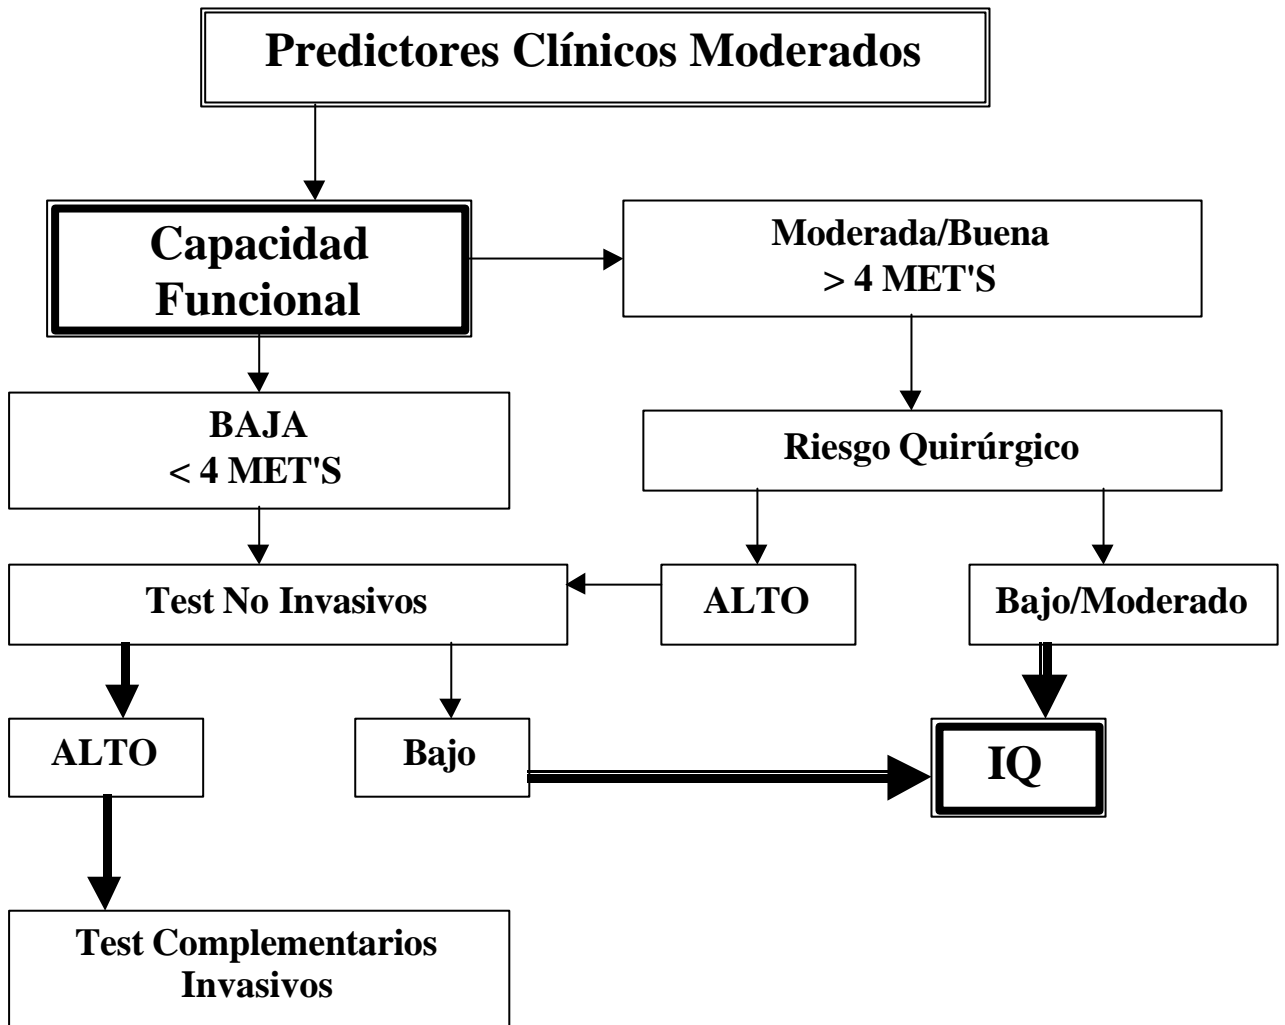 Predictores Clínicos Moderados
Capacidad
Funcional
Moderada/Buena
> 4 MET'S
BAJA
< 4 MET'S
Riesgo Quirúrgico
Test No Invasivos
ALTO
Bajo/Moderado
ALTO
Bajo
IQ
Test Complementarios
Invasivos